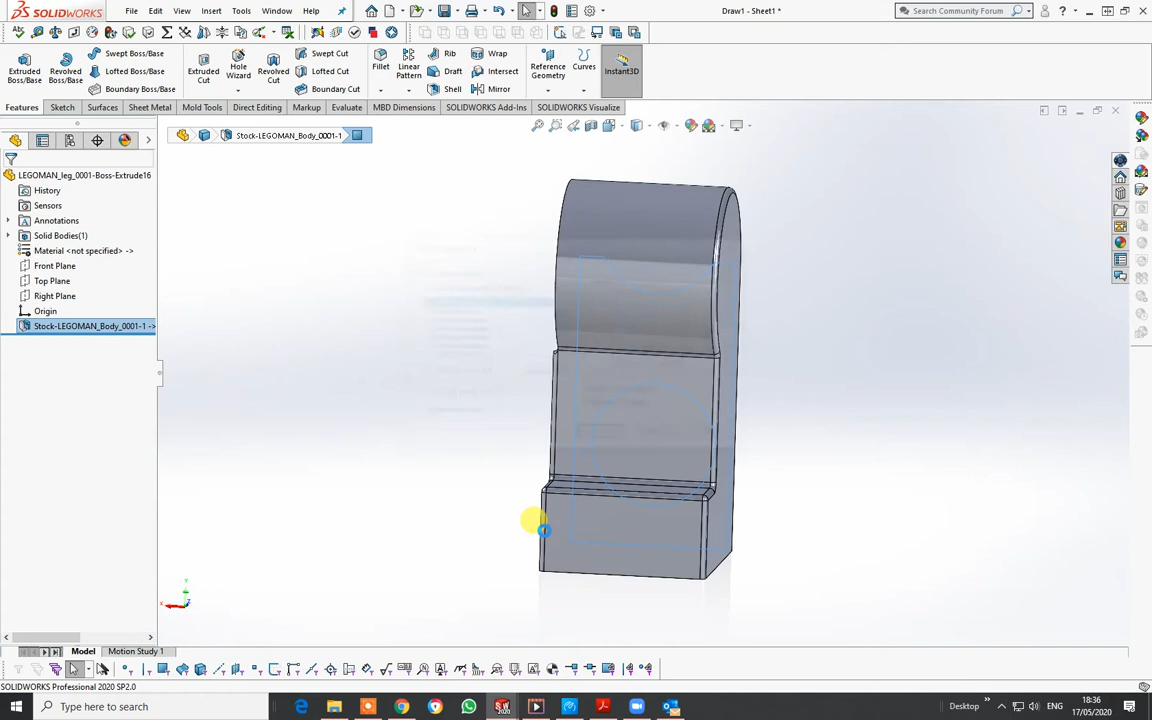 SOLIDWORKS
File Edit View Insert Tools Window
Draw1 - Sheet1 *
Search Community Forum
Extruded Boss/Base
Revolved Boss/Base
Swept Boss/Base
Lofted Boss/Base
Boundary Boss/Base
Extruded Cut
Hole Wizard
Revolved Cut
Swept Cut
Lofted Cut
Boundary Cut
Fillet
Linear Pattern
Rib
Draft
Shell
Wrap
Intersect
Mirror
Reference Geometry
Curves
Instant3D
Features Sketch Surfaces Sheet Metal Mold Tools Direct Editing Markup Evaluate MBD Dimensions SOLIDWORKS Add-Ins SOLIDWORKS Visualize
Stock-LEGOMAN_Body_0001-1
LEGOMAN_leg_0001-Boss-Extrude16
History
Sensors
Annotations
Solid Bodies(1)
Material <not specified> ->
Front Plane
Top Plane
Right Plane
Origin
Stock-LEGOMAN_Body_0001-1 ->
Model Motion Study 1
SOLIDWORKS Professional 2020 SP2.0
Type here to search
Desktop
ENG
18:36
17/05/2020